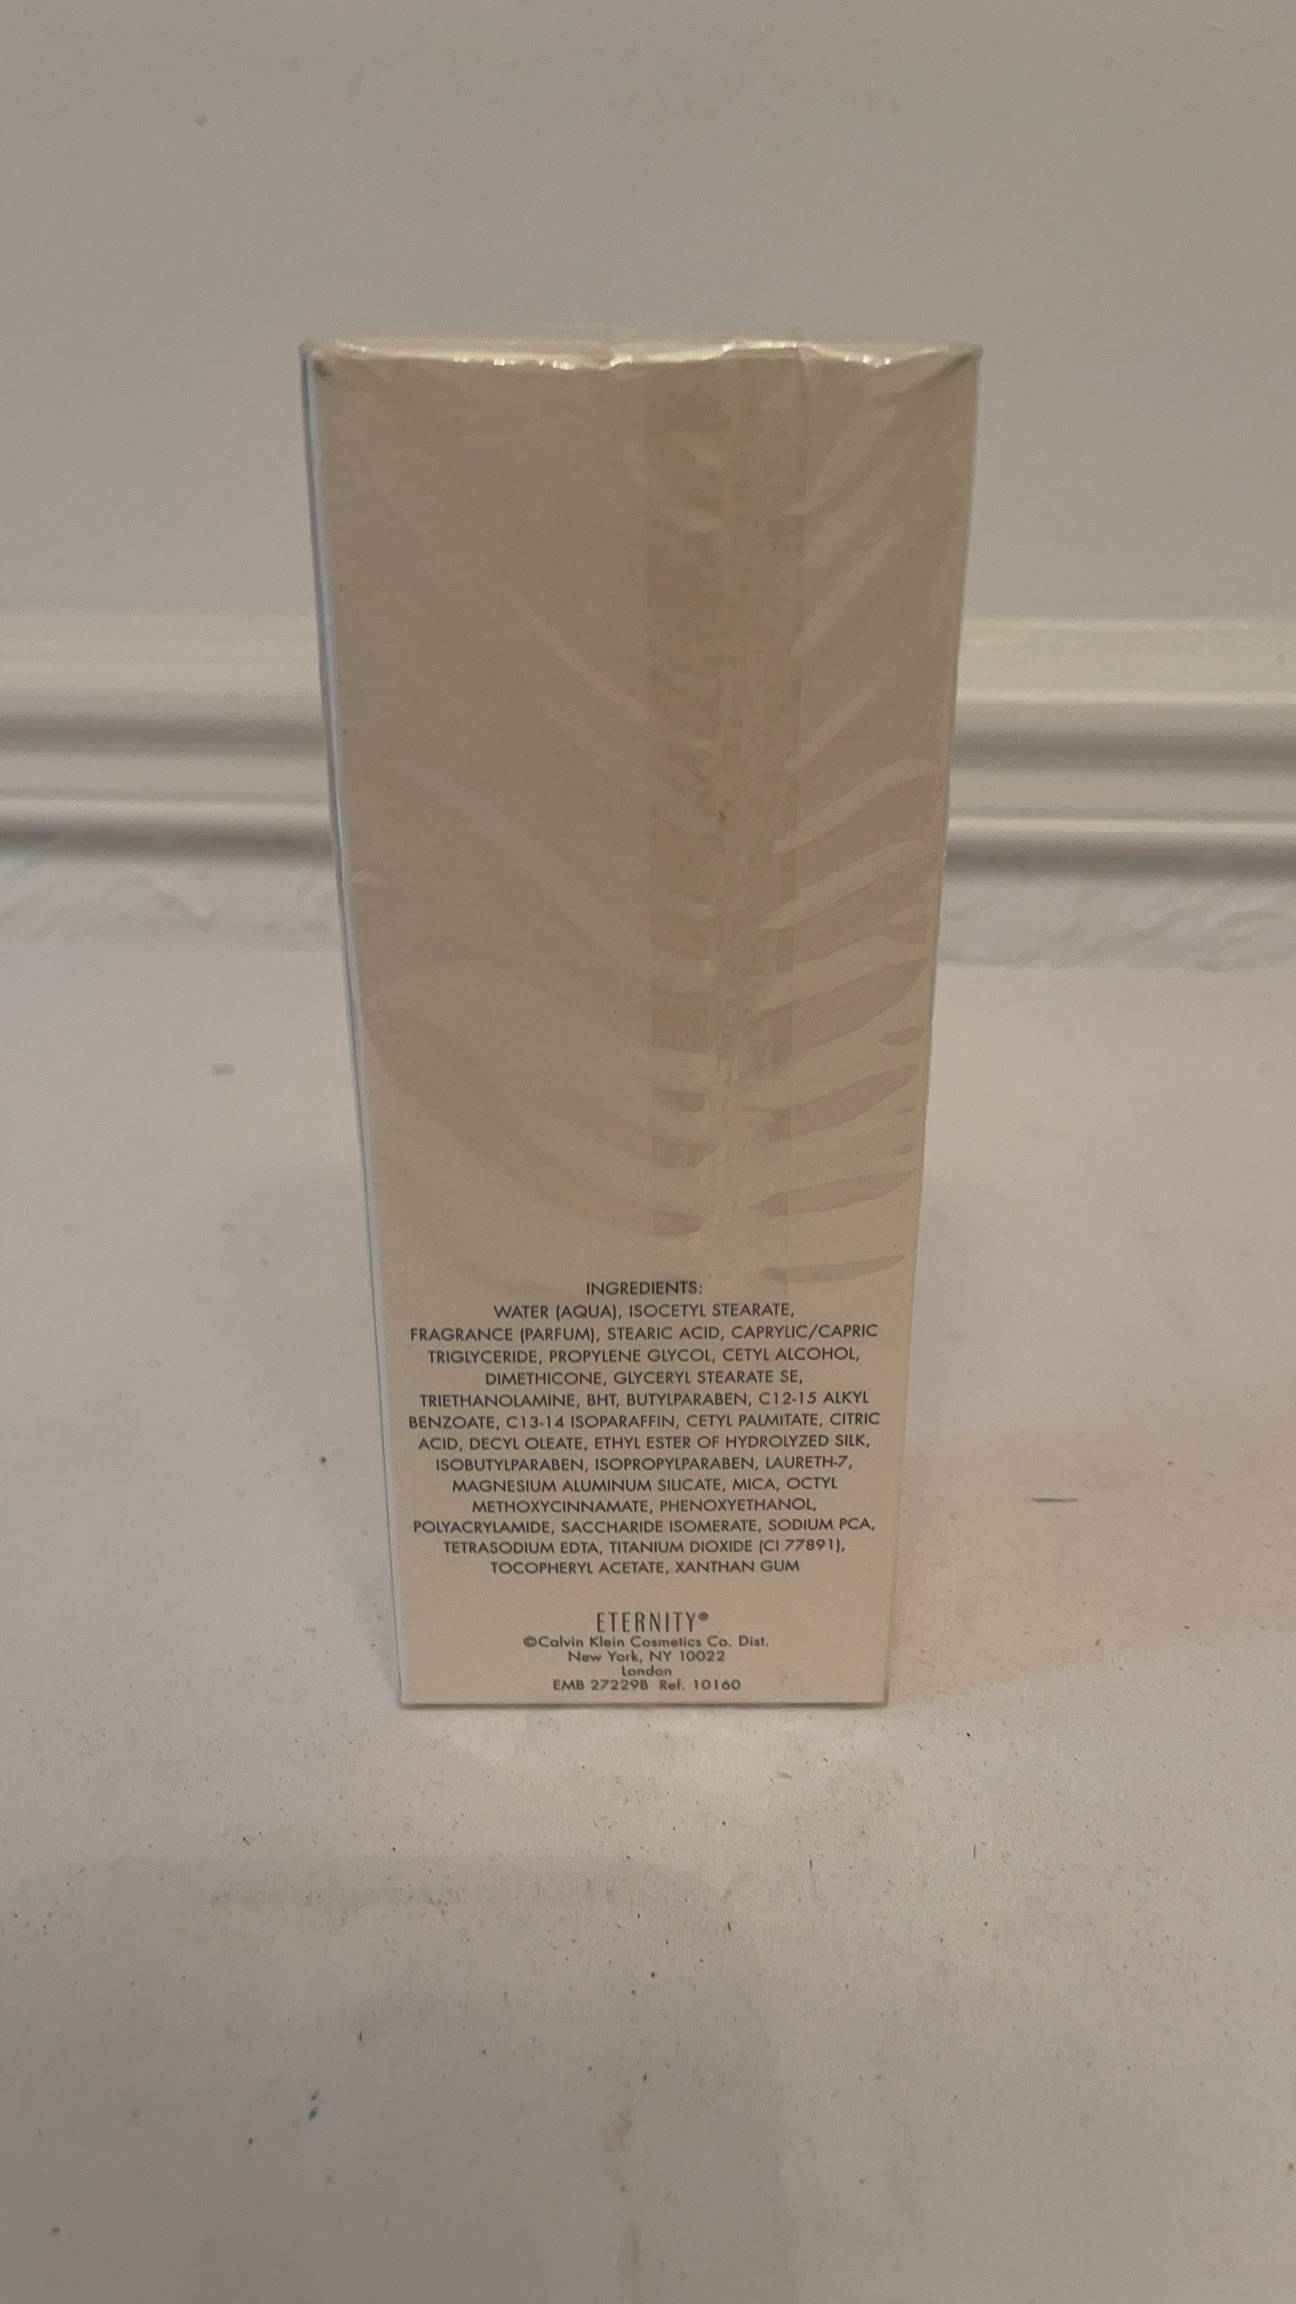 INGREDIENTS:
WATER (AQUA), ISOCETYL STEARATE,
FRAGRANCE (PARFUM), STEARIC ACID, CAPRYLIC/CAPRIC
TRIGLYCERIDE, PROPYLENE GLYCOL, CETYL ALCOHOL,
DIMETHICONE, GLYCERYL STEARATE SE,
TRIETHANOLAMINE, BHT, BUTYLPARABEN, C12-15 ALKYL
BENZOATE, C13-14 ISOPARAFFIN, CETYL PALMITATE, CITRIC
ACID, DECYL OLEATE, ETHYL ESTER OF HYDROLYZED SILK,
ISOBUTYLPARABEN, ISOPROPYLPARABEN, LAURETH-7,
MAGNESIUM ALUMINUM SILICATE, MICA, OCTYL
METHOXYCINNAMATE, PHENOXYETHANOL,
POLYACRYLAMIDE, SACCHARIDE ISOMERATE, SODIUM PCA,
TETRASODIUM EDTA, TITANIUM DIOXIDE (CI 77891),
TOCOPHERYL ACETATE, XANTHAN GUM
ETERNITY®
©Calvin Klein Cosmetics Co. Dist.
New York, NY 10022
London
EMB 27229B Ref. 10160